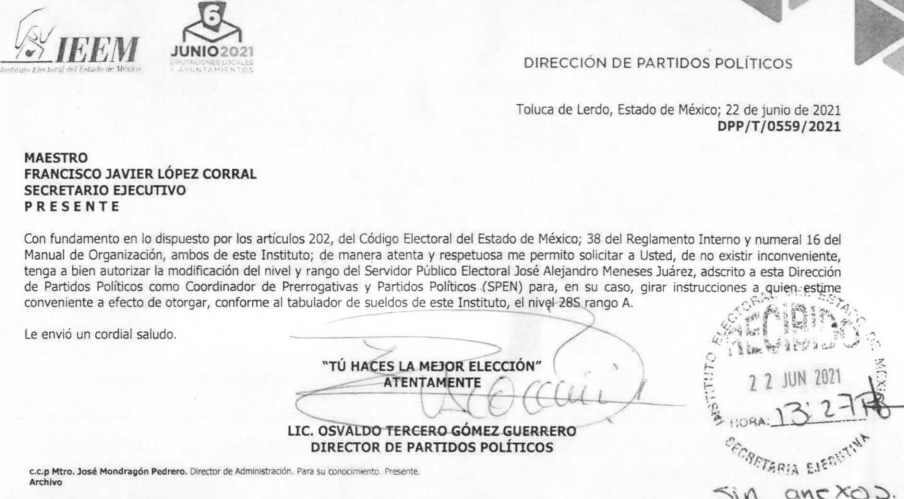 IEEM
Instituto Electoral del Estado de México
6
JUNIO2021
DIPUTACIONES LOCALES
Y AYUNTAMIENTOS
DIRECCIÓN DE PARTIDOS POLÍTICOS
Toluca de Lerdo, Estado de México; 22 de junio de 2021
DPP/T/0559/2021
MAESTRO
FRANCISCO JAVIER LÓPEZ CORRAL
SECRETARIO EJECUTIVO
P R E S E N T E
Con fundamento en lo dispuesto por los artículos 202, del Código Electoral del Estado de México; 38 del Reglamento Interno y numeral 16 del
Manual de Organización, ambos de este Instituto; de manera atenta y respetuosa me permito solicitar a Usted, de no existir inconveniente,
tenga a bien autorizar la modificación del nivel y rango del Servidor Público Electoral José Alejandro Meneses Juárez, adscrito a esta Dirección
de Partidos Políticos como Coordinador de Prerrogativas y Partidos Políticos (SPEN) para, en su caso, girar instrucciones a quien estime
conveniente a efecto de otorgar, conforme al tabulador de sueldos de este Instituto, el nivel 28S rango A.
Le envió un cordial saludo.
"TÚ HACES LA MEJOR ELECCIÓN"
ATENTAMENTE
LIC. OSVALDO TERCERO GÓMEZ GUERRERO
DIRECTOR DE PARTIDOS POLÍTICOS
INSTITUTO ELECTORAL DEL ESTADO DE MÉXICO
RECIBIDO
22 JUN 2021
HORA: 13:27
SECRETARIA EJECUTIVA
sin anexos.
c.c.p Mtro. José Mondragón Pedrero. Director de Administración. Para su conocimiento. Presente.
Archivo